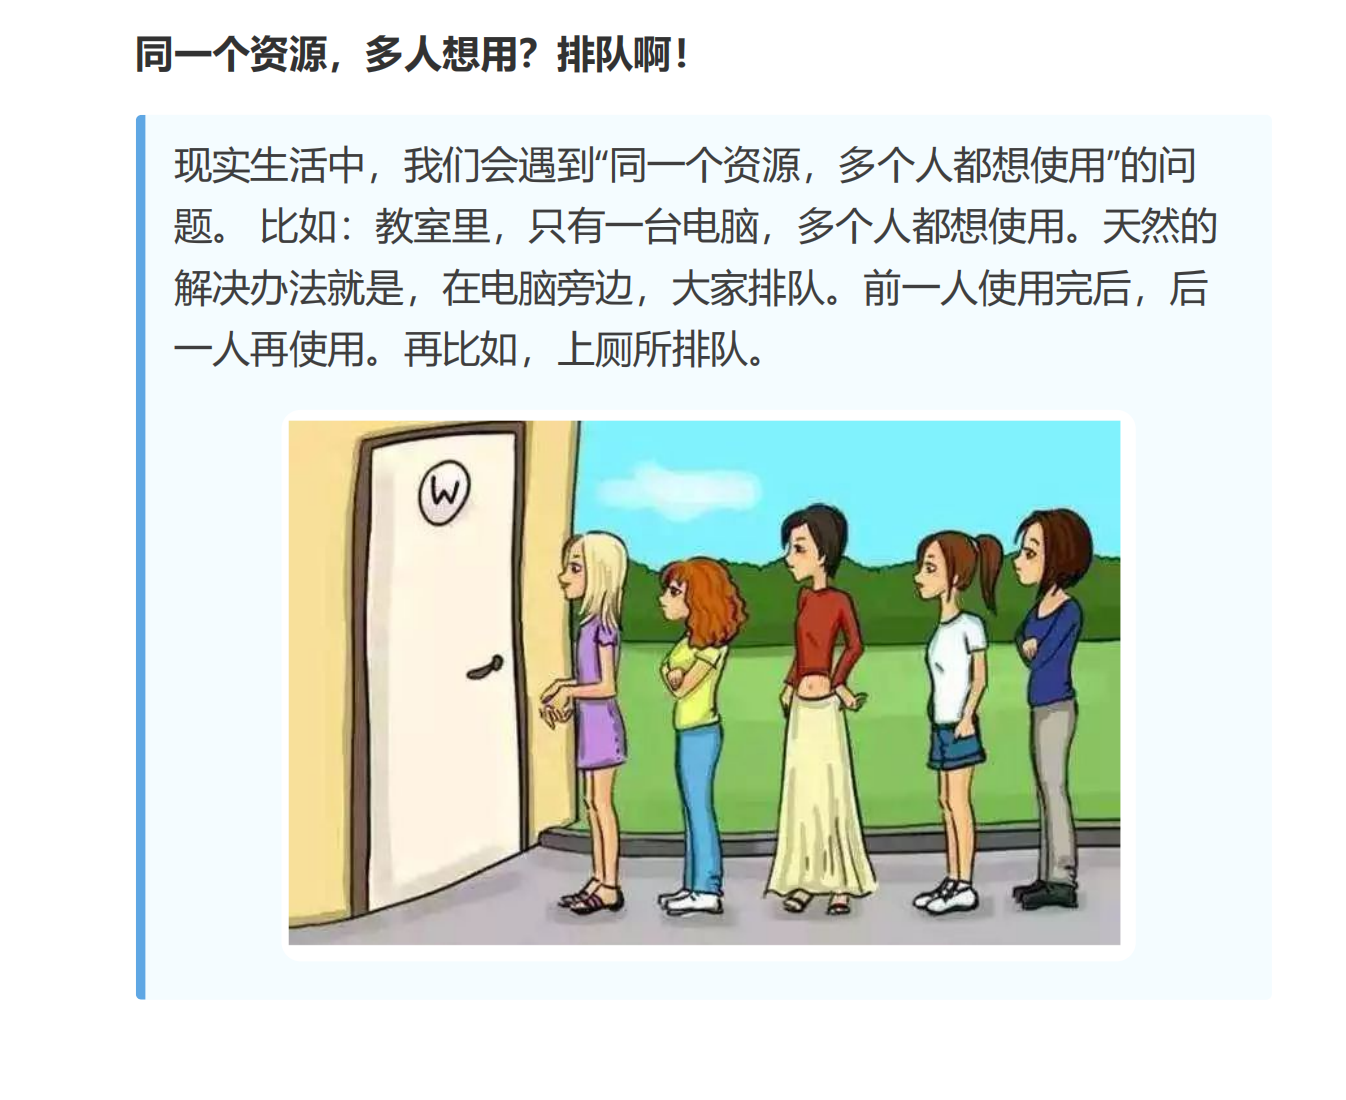 同一个资源，多人想用？排队啊！
现实生活中，我们会遇到“同一个资源，多个人都想使用”的问
题。 比如：教室里，只有一台电脑，多个人都想使用。天然的
解决办法就是，在电脑旁边，大家排队。前一人使用完后，后
一人再使用。再比如，上厕所排队。
W